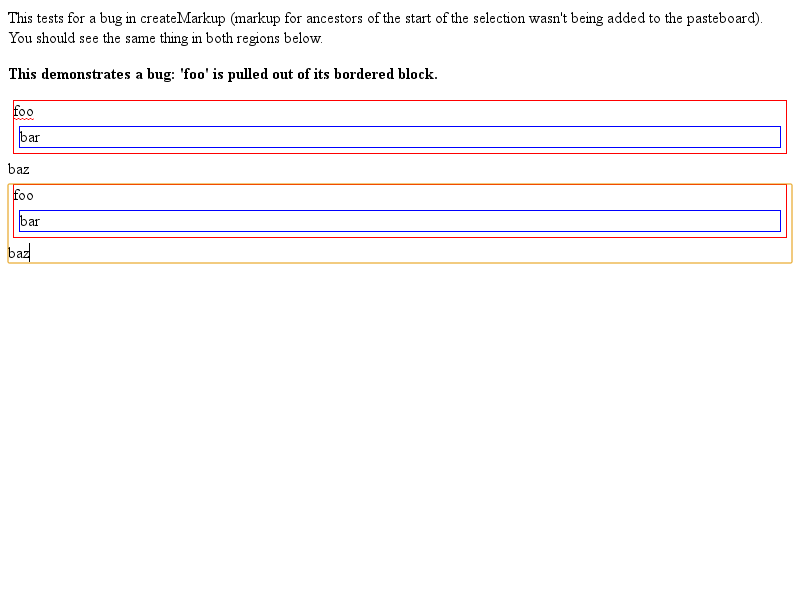 This tests for a bug in createMarkup (markup for ancestors of the start of the selection wasn't being added to the pasteboard).
You should see the same thing in both regions below.
This demonstrates a bug: 'foo' is pulled out of its bordered block.
foo
bar
baz
foo
bar
baz